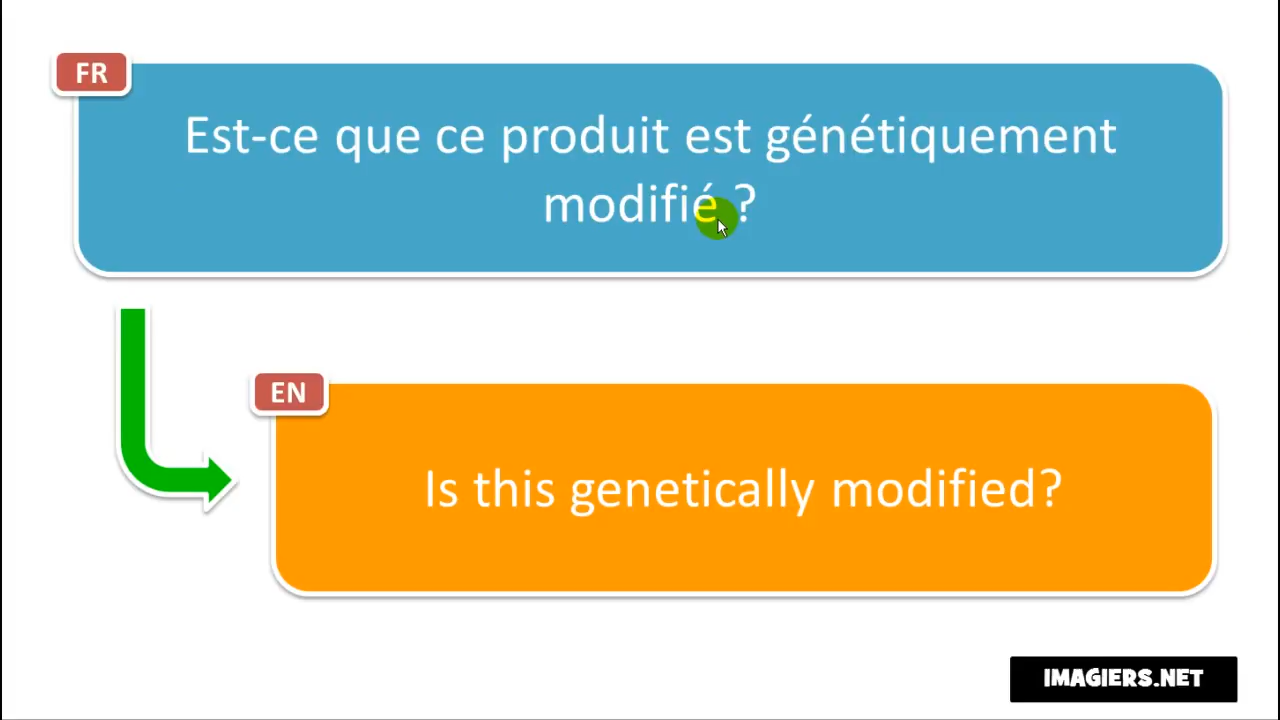 FR
Est-ce que ce produit est génétiquement
modifié ?
EN
Is this genetically modified?
IMAGIERS.NET